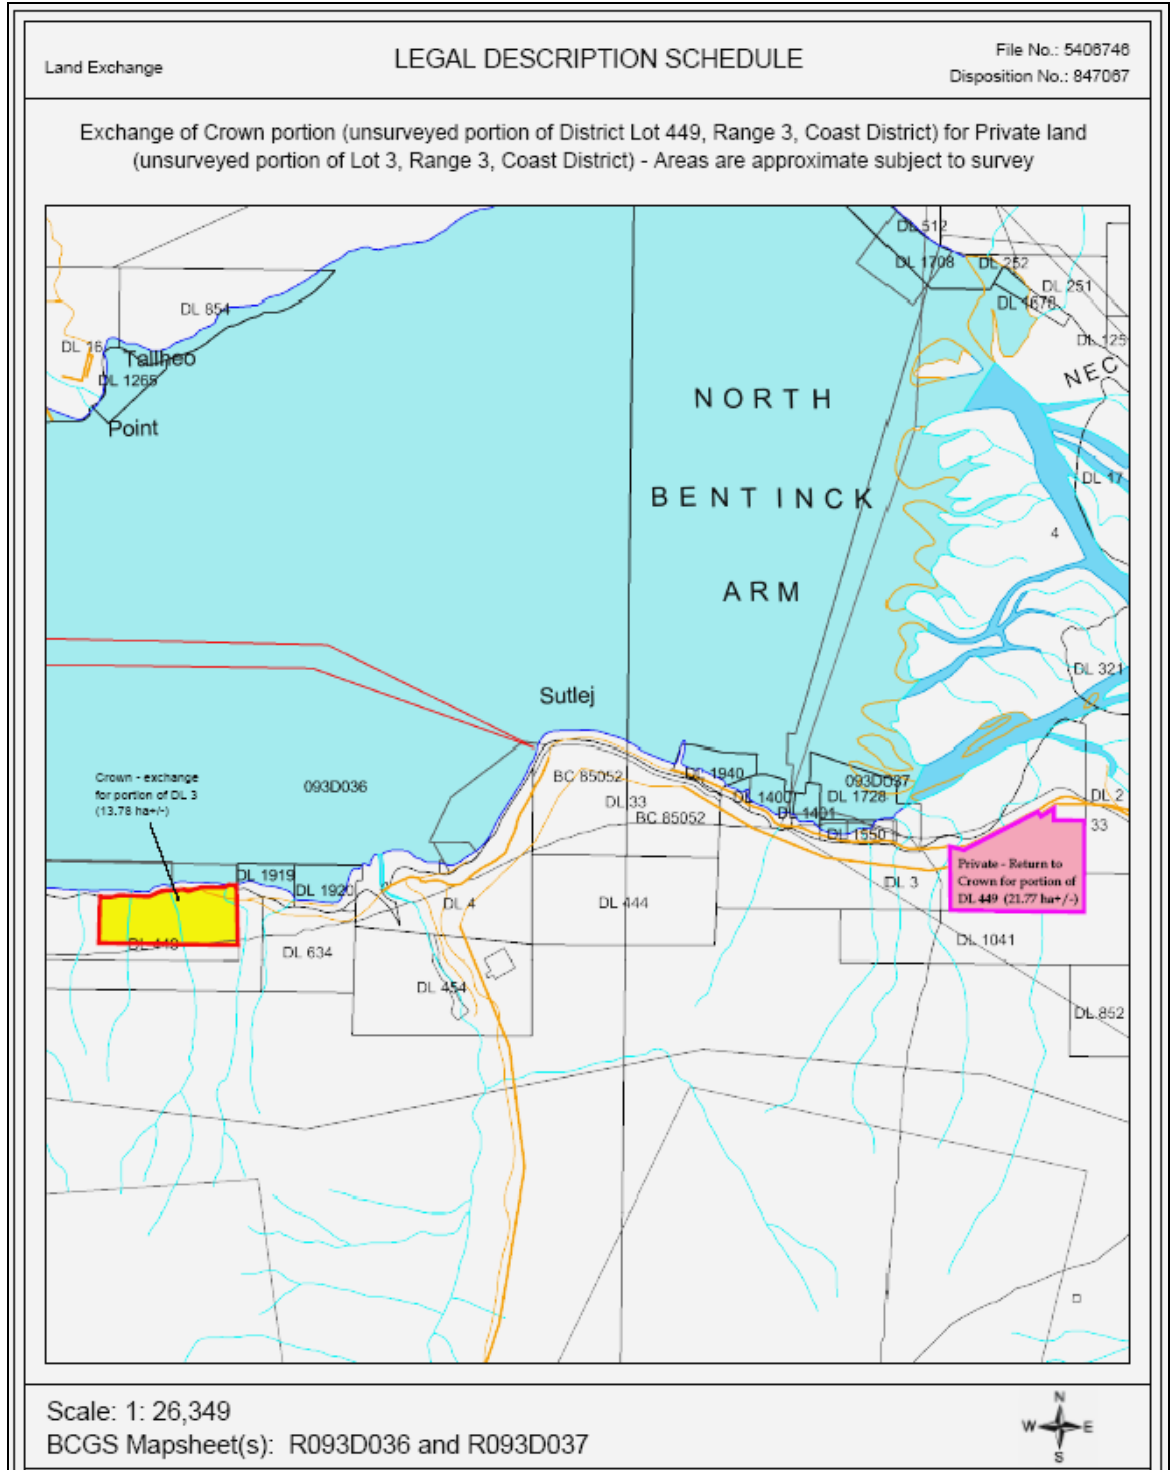 Land Exchange
LEGAL DESCRIPTION SCHEDULE
File No.: 5406746
Disposition No.: 847067
Exchange of Crown portion (unsurveyed portion of District Lot 449, Range 3, Coast District) for Private land
(unsurveyed portion of Lot 3, Range 3, Coast District) - Areas are approximate subject to survey
DL 512
DL 1708
DL 252
DL 251
DL 4678
DL 125
DL 854
DL 16
Tallheo
DL 1265
Point
NEC
NORTH
BENTINCK
ARM
DL 17
4
DL 321
Sutlej
Crown - exchange
for portion of DL 3
(13.78 ha+/-)
093D036
BC 85052
DL 33
BC 85052
DL 1940
DL 1400
DL 1401
093D037
DL 1728
DL 1550
DL 2
33
DL 1919
DL 1920
DL 4
DL 444
DL 3
Private - Return to
Crown for portion of
DL 449 (21.77 ha+/-)
DL 449
DL 634
DL 454
DL 1041
DL 852
Scale: 1: 26,349
BCGS Mapsheet(s): R093D036 and R093D037
N
W
E
S